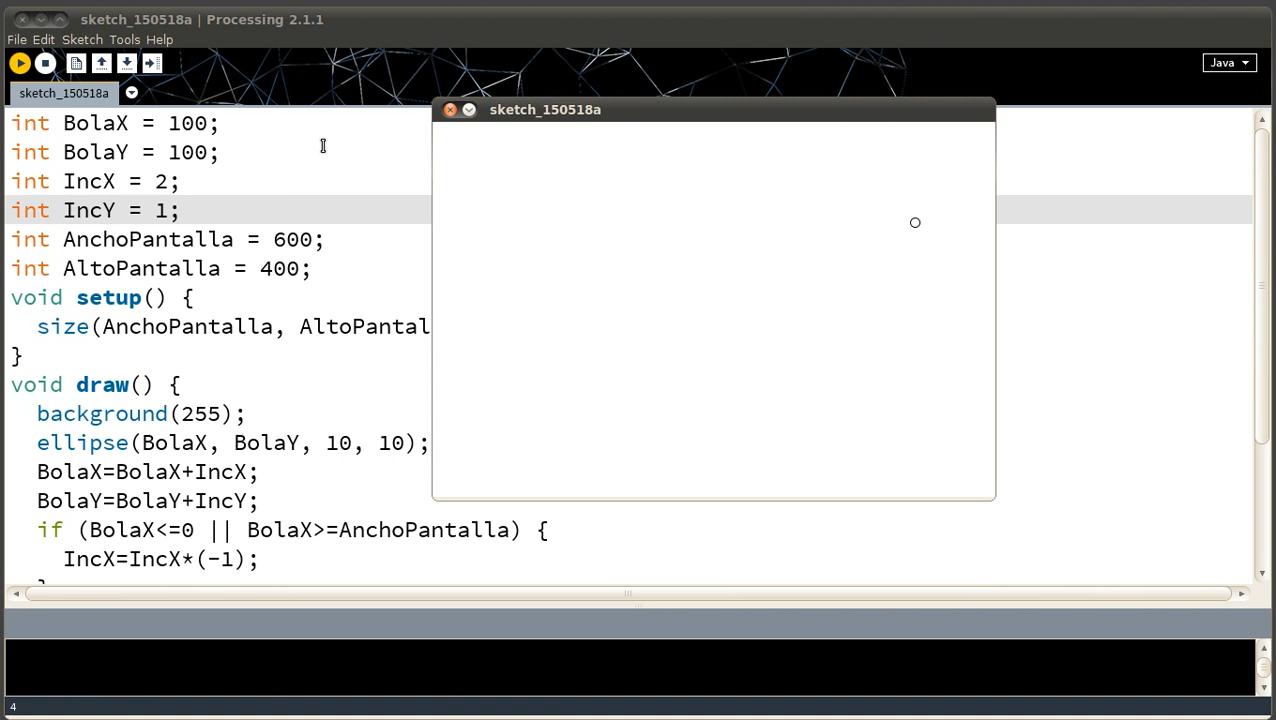 sketch_150518a | Processing 2.1.1
File Edit Sketch Tools Help
Java
sketch_150518a
sketch_150518a
int BolaX = 100;
int BolaY = 100;
int IncX = 2;
int IncY = 1;
int AnchoPantalla = 600;
int AltoPantalla = 400;
void setup() {
size(AnchoPantalla, AltoPantal
}
void draw() {
background(255);
ellipse(BolaX, BolaY, 10, 10);
BolaX=BolaX+IncX;
BolaY=BolaY+IncY;
if (BolaX<=0 || BolaX>=AnchoPantalla) {
IncX=IncX*(-1);
4